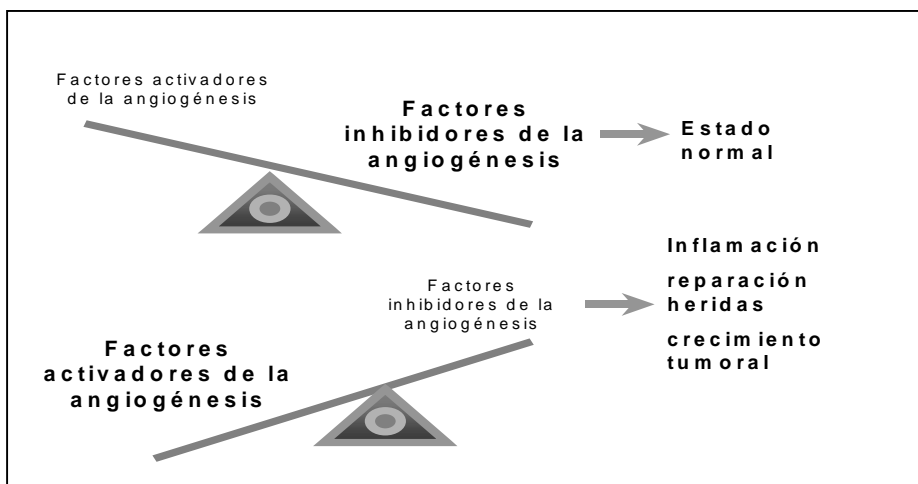 Factores activadores
de la angiogénesis
Factores
inhibidores de la
angiogénesis
Estado
normal
Factores
inhibidores de la
angiogénesis
Inflamación
reparación
heridas
crecimiento
tumoral
Factores
activadores de la
angiogénesis